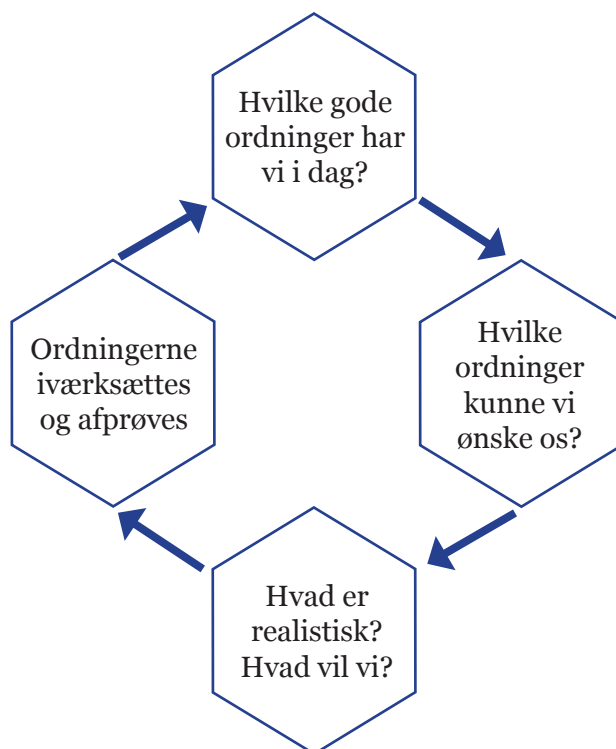 Hvilke gode
ordninger har
vi i dag?
Hvilke
ordninger
kunne vi
ønske os?
Hvad er
realistisk?
Hvad vil vi?
Ordningerne
iværksættes
og afprøves